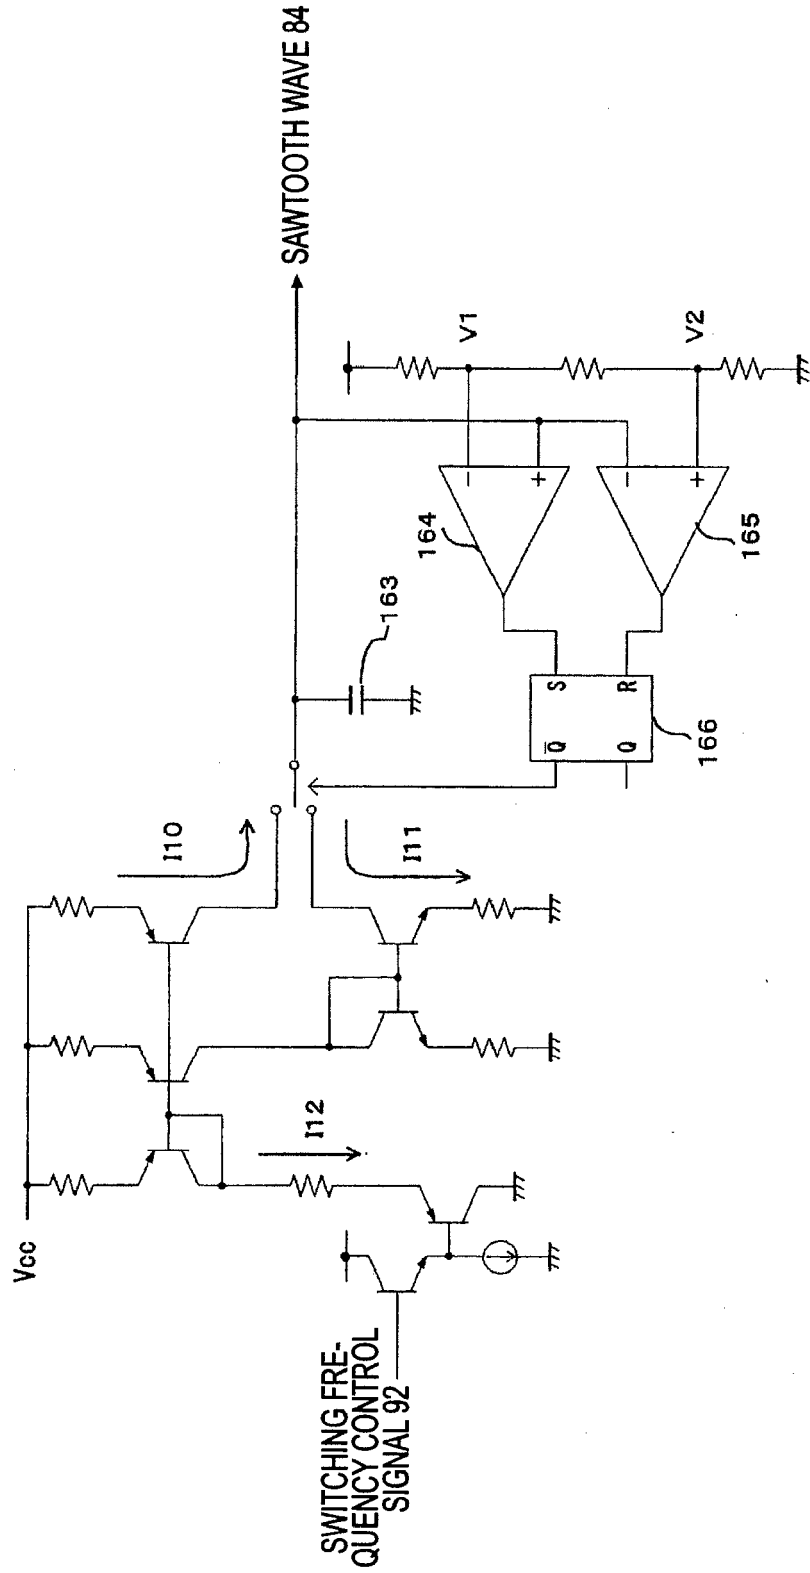 Vcc
SWITCHING FRE-
QUENCY CONTROL
SIGNAL 92
I12
I10
I11
163
SAWTOOTH WAVE 84
164
165
166
S
R
Q̅
Q
-
+
-
+
V1
V2